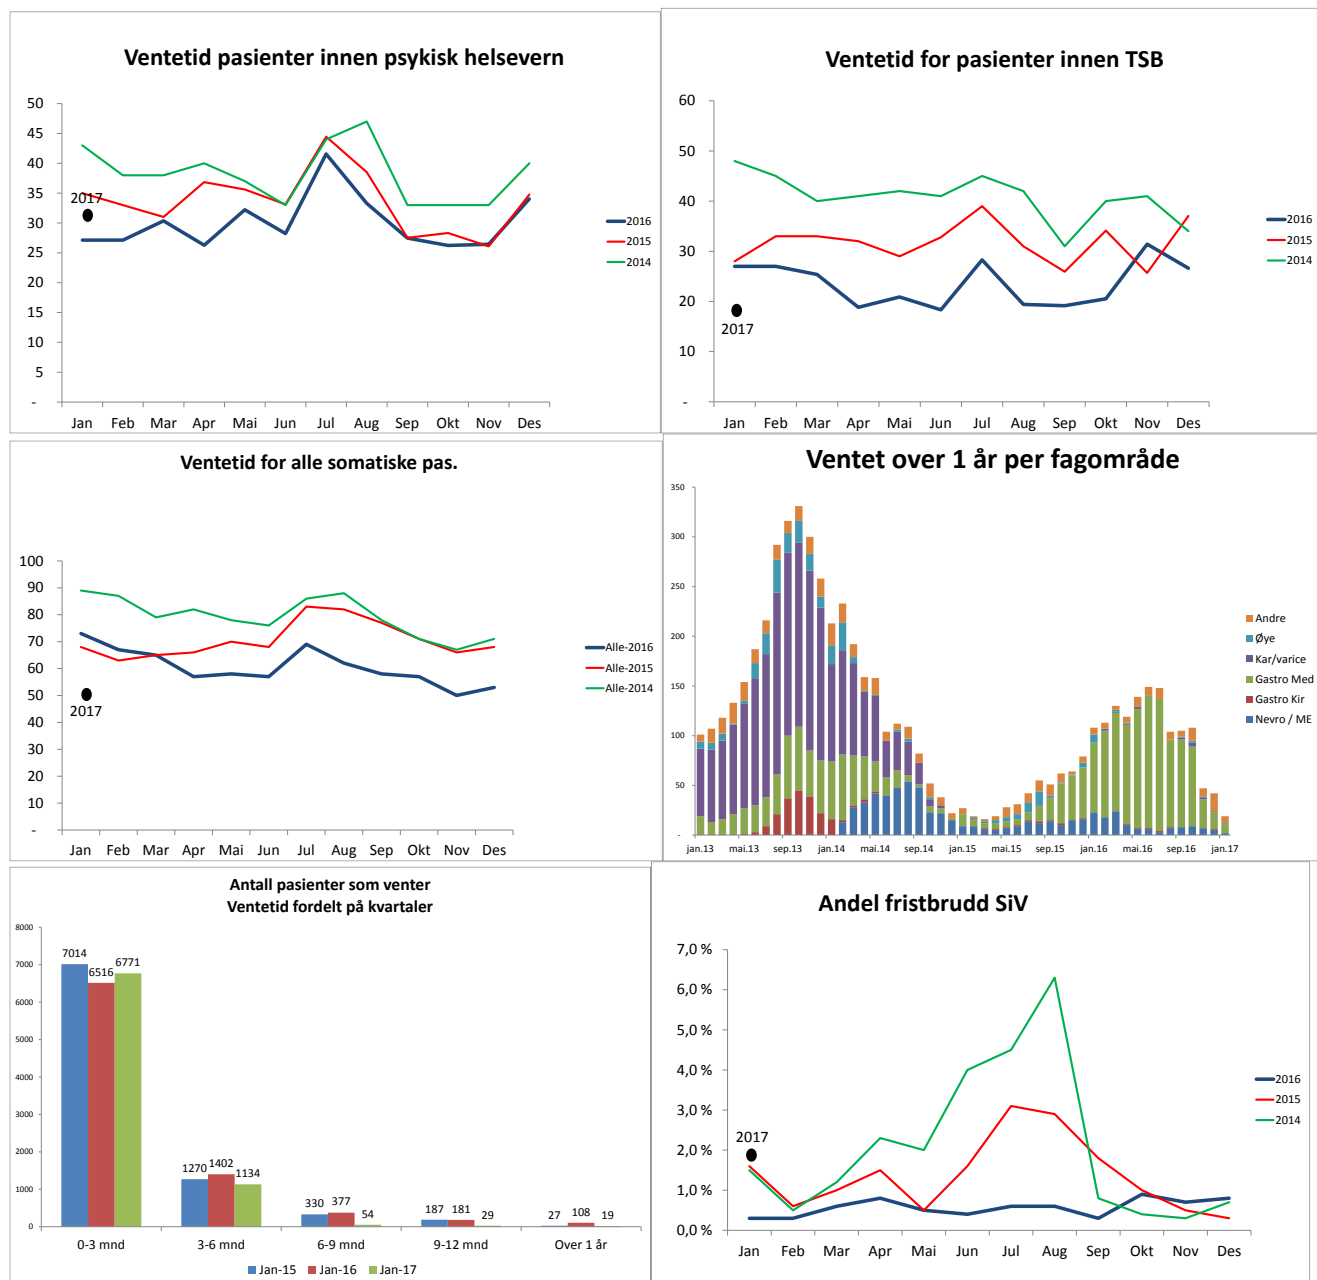 Ventetid pasienter innen psykisk helsevern
50
45
40
35
30
25
20
15
10
5
-
2017
2016
2015
2014
Jan Feb Mar Apr Mai Jun Jul Aug Sep Okt Nov Des
Ventetid for pasienter innen TSB
60
50
40
30
20
10
-
2017
2016
2015
2014
Jan Feb Mar Apr Mai Jun Jul Aug Sep Okt Nov Des
Ventetid for alle somatiske pas.
100
90
80
70
60
50
40
30
20
10
-
2017
Alle-2016
Alle-2015
Alle-2014
Jan Feb Mar Apr Mai Jun Jul Aug Sep Okt Nov Des
Ventet over 1 år per fagområde
350
300
250
200
150
100
50
-
Andre
Øye
Kar/varice
Gastro Med
Gastro Kir
Nevro / ME
jan.13 mai.13 sep.13 jan.14 mai.14 sep.14 jan.15 mai.15 sep.15 jan.16 mai.16 sep.16 jan.17
Antall pasienter som venter
Ventetid fordelt på kvartaler
8000
7000
6000
5000
4000
3000
2000
1000
0
7014 6516 6771
1270 1402 1134
330 377 54
187 181 29
27 108 19
0-3 mnd 3-6 mnd 6-9 mnd 9-12 mnd Over 1 år
Jan-15 Jan-16 Jan-17
Andel fristbrudd SiV
7,0 %
6,0 %
5,0 %
4,0 %
3,0 %
2,0 %
1,0 %
0,0 %
2017
2016
2015
2014
Jan Feb Mar Apr Mai Jun Jul Aug Sep Okt Nov Des